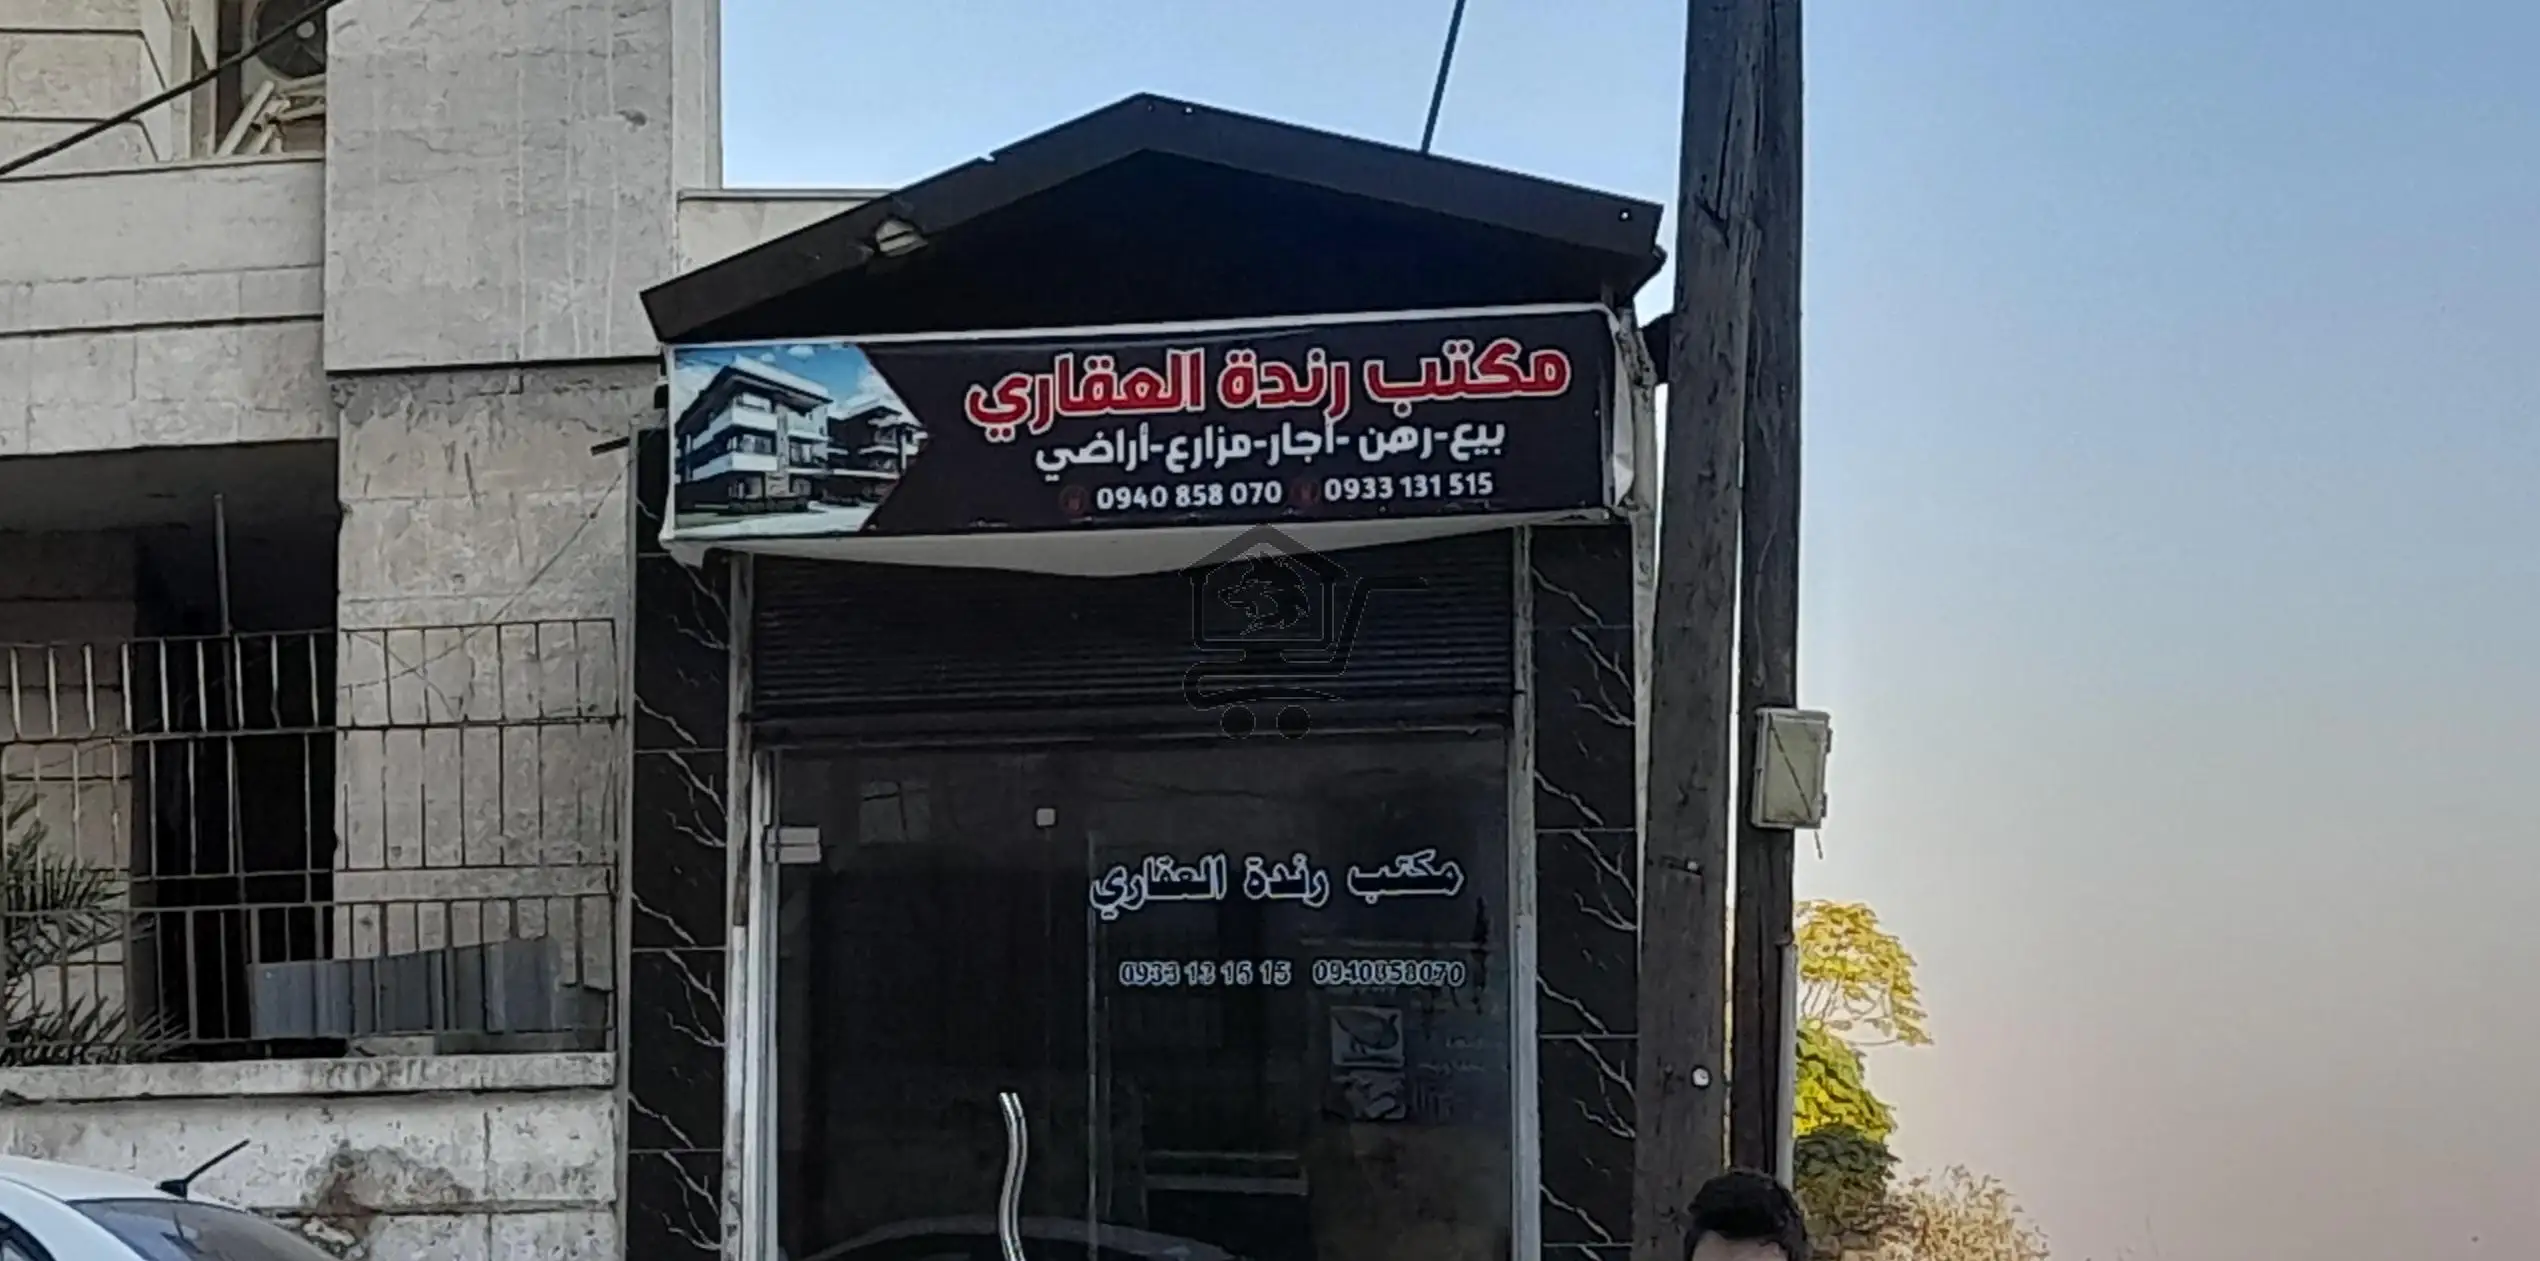 مكتب رندة العقاري
بيع-رهن-أجار-مزارع-أراضي
0940 858 070 0933 131 515
مكتب رندة العقاري
0933 13 15 15 0940858070